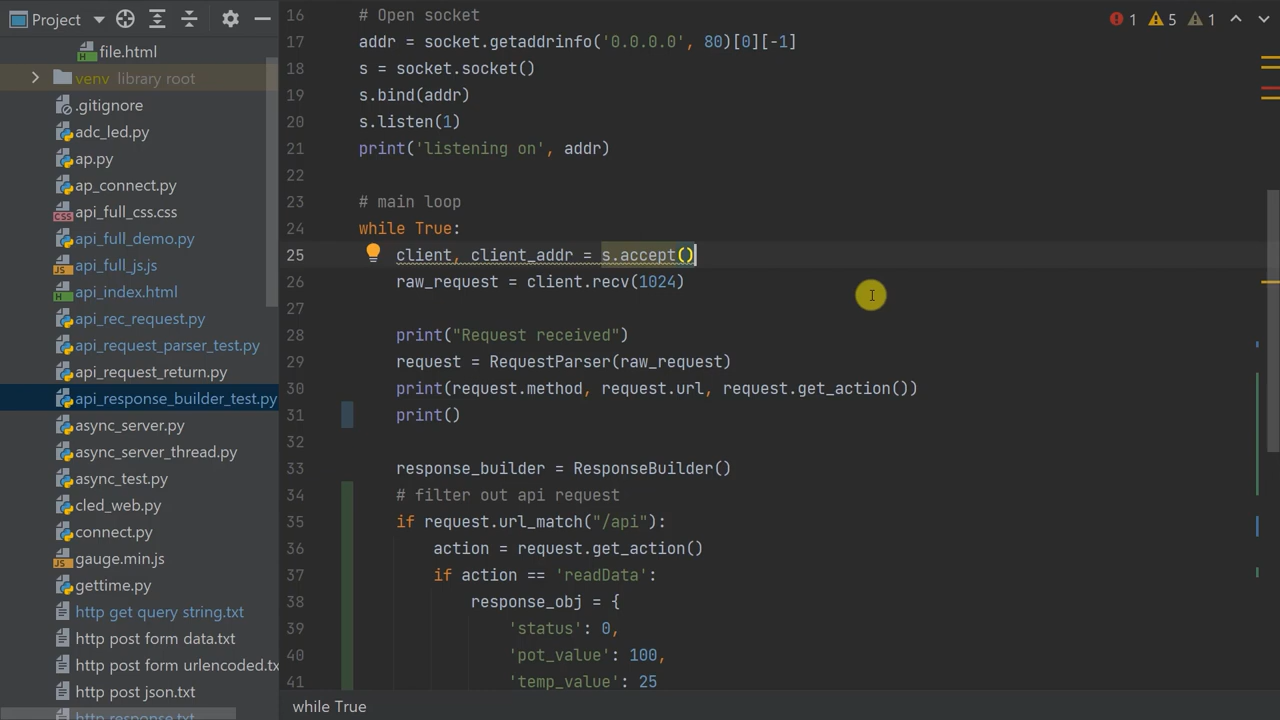 Project
file.html
venv library root
.gitignore
adc_led.py
ap.py
ap_connect.py
api_full_css.css
api_full_demo.py
api_full_js.js
api_index.html
api_rec_request.py
api_request_parser_test.py
api_request_return.py
api_response_builder_test.py
async_server.py
async_server_thread.py
async_test.py
cled_web.py
connect.py
gauge.min.js
gettime.py
http get query string.txt
http post form data.txt
http post form urlencoded.tx
http post json.txt
http response.txt
1 5 1
16 # Open socket
17 addr = socket.getaddrinfo('0.0.0.0', 80)[0][-1]
18 s = socket.socket()
19 s.bind(addr)
20 s.listen(1)
21 print('listening on', addr)
22
23 # main loop
24 while True:
25 client, client_addr = s.accept()
26 raw_request = client.recv(1024)
27
28 print("Request received")
29 request = RequestParser(raw_request)
30 print(request.method, request.url, request.get_action())
31 print()
32
33 response_builder = ResponseBuilder()
34 # filter out api request
35 if request.url_match("/api"):
36 action = request.get_action()
37 if action == 'readData':
38 response_obj = {
39 'status': 0,
40 'pot_value': 100,
41 'temp_value': 25
while True